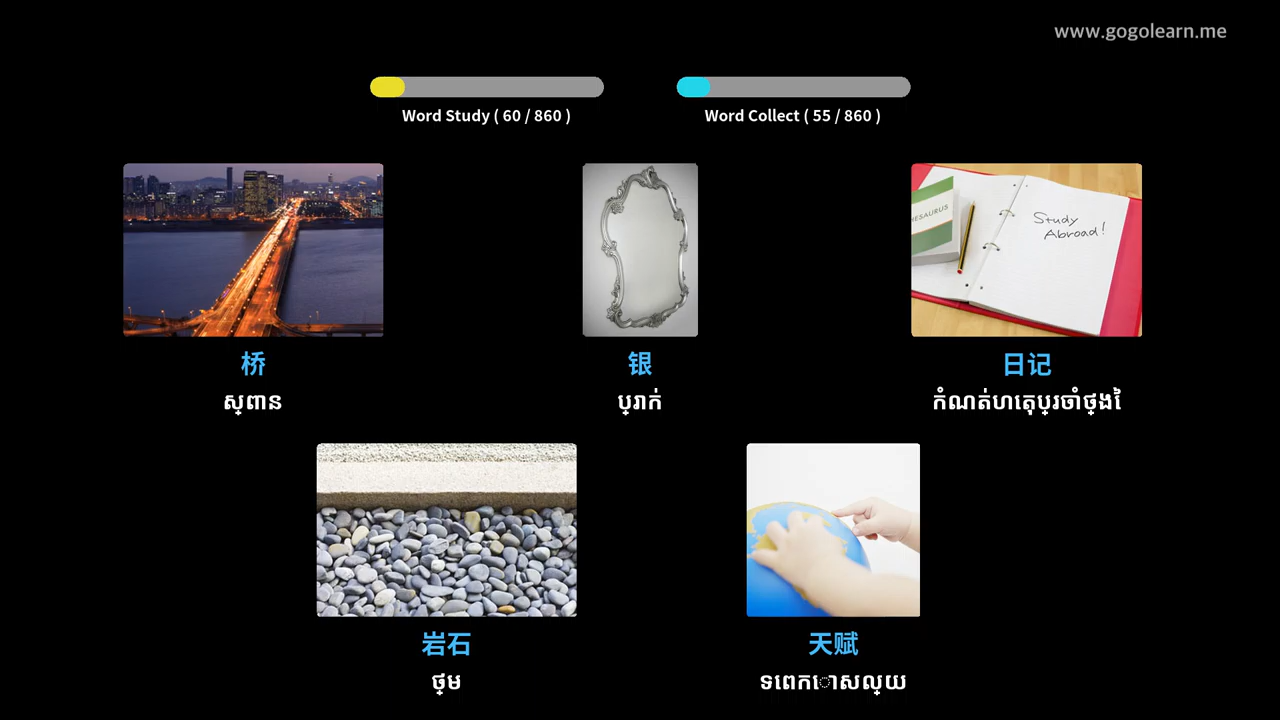 www.gogolearn.me
Word Study ( 60 / 860 )
Word Collect ( 55 / 860 )
HESAURUS
Study
Abroad!
桥
ស្ពាន
银
ប្រាក់
日记
កំណត់ហេតុប្រចាំថ្ងៃ
岩石
ថ្ម
天赋
ទេពកោសល្យ